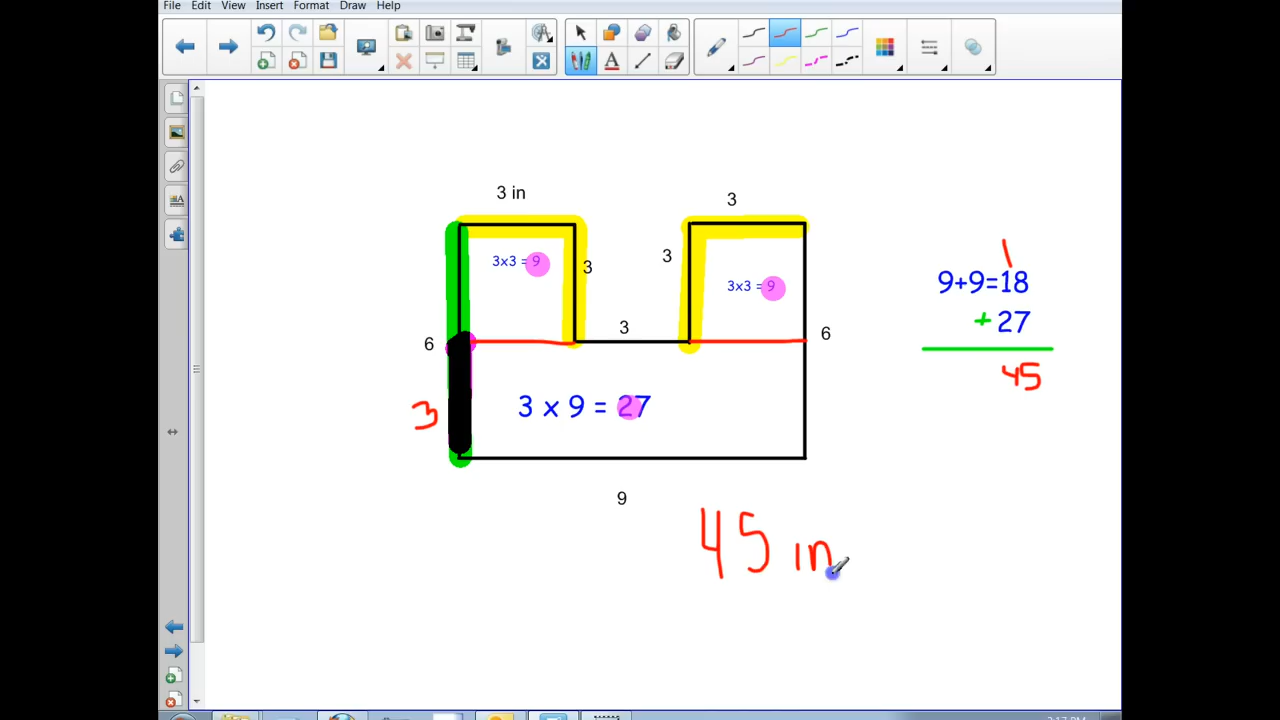 File Edit View Insert Format Draw Help
3 in
3
3x3 = 9
3
3
3x3 = 9
3
6
6
3
3 x 9 = 27
9
1
9+9=18
+ 27
45
45 in